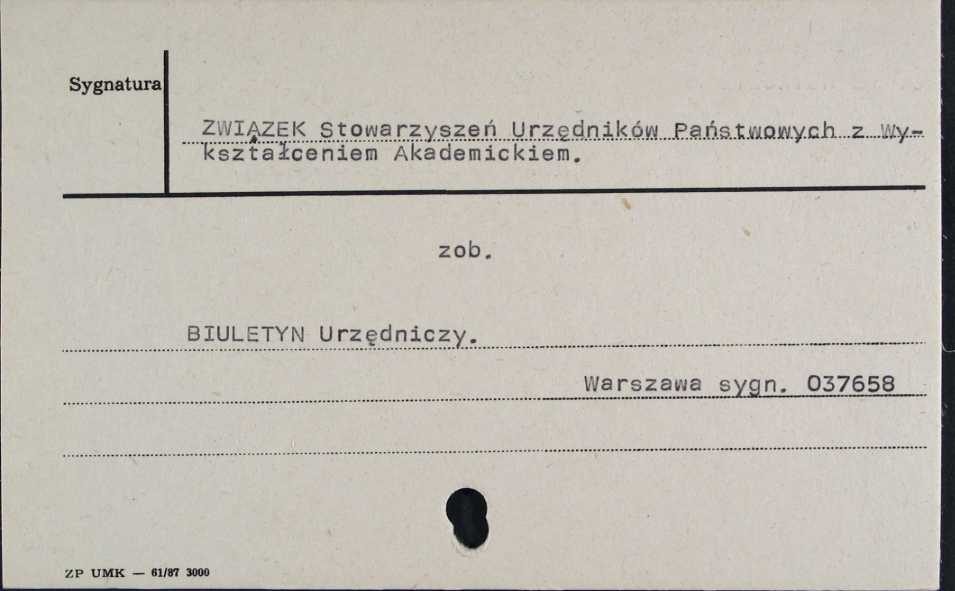 Sygnatura
ZWIĄZEK Stowarzyszeń Urzędników Państwowych z Wy-
kształceniem Akademickiem.
zob.
BIULETYN Urzędniczy.
Warszawa sygn. 037658
ZP UMK — 61/87 3000